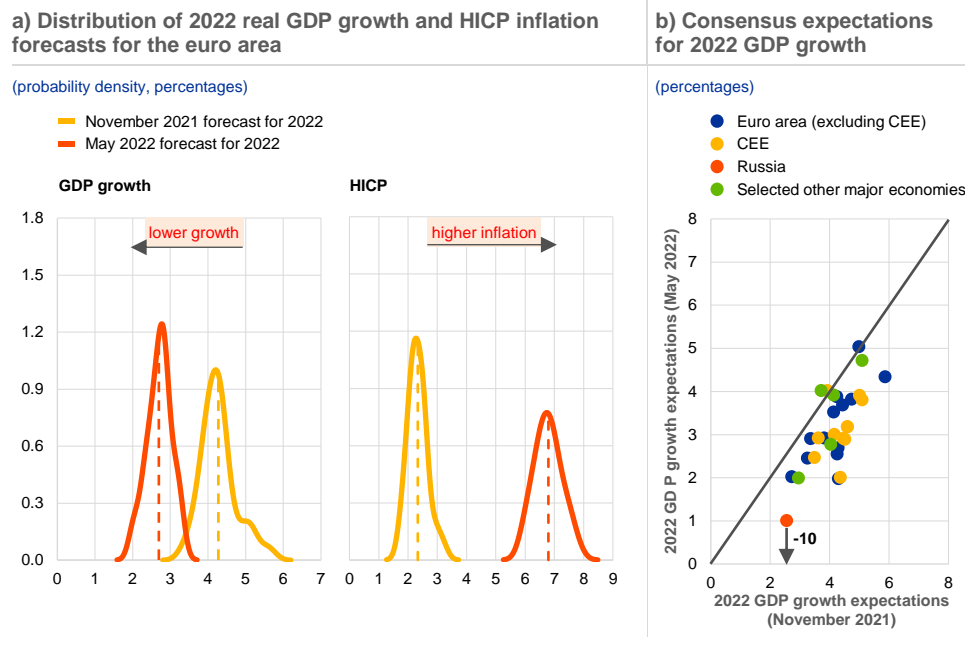 a) Distribution of 2022 real GDP growth and HICP inflation
forecasts for the euro area
(probability density, percentages)
November 2021 forecast for 2022
May 2022 forecast for 2022
GDP growth
HICP
lower growth
higher inflation
1.8
1.5
1.2
0.9
0.6
0.3
0.0
0 1 2 3 4 5 6 7
0 1 2 3 4 5 6 7 8 9
b) Consensus expectations
for 2022 GDP growth
(percentages)
Euro area (excluding CEE)
CEE
Russia
Selected other major economies
2022 GD P growth expectations (May 2022)
8
7
6
5
4
3
2
1
0
-10
0 2 4 6 8
2022 GDP growth expectations
(November 2021)